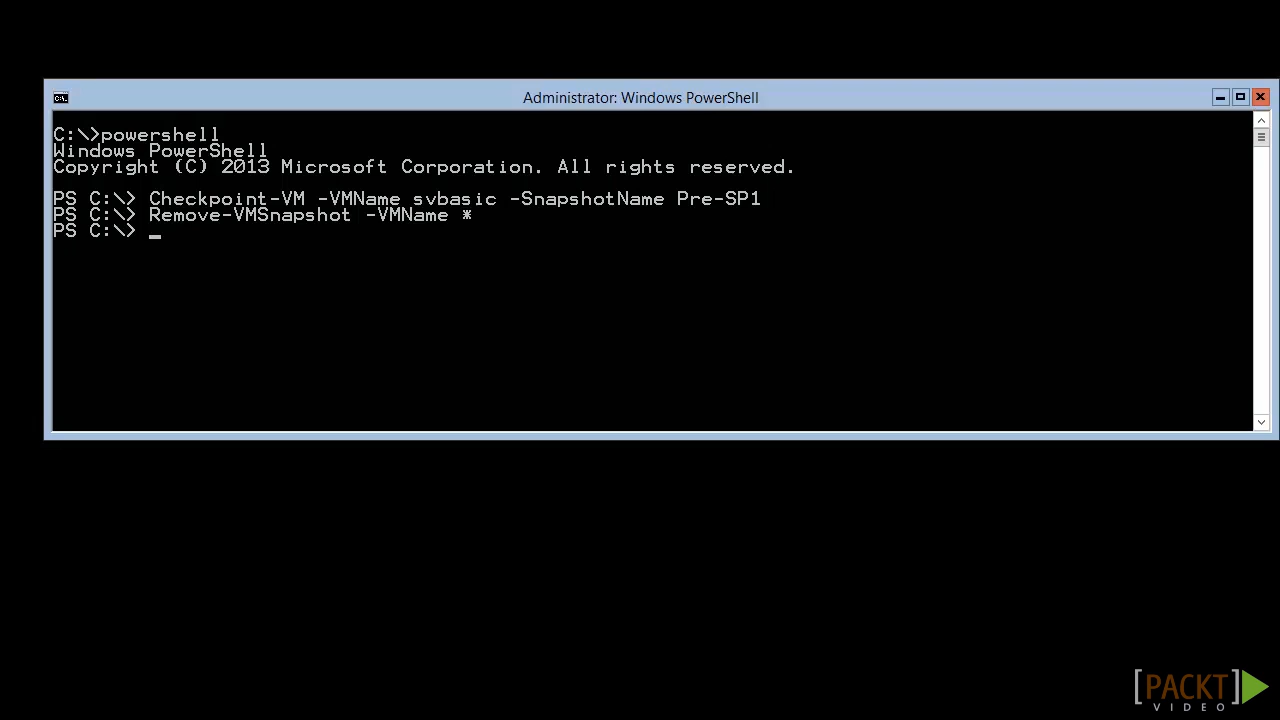 Administrator: Windows PowerShell
C:\>powershell
Windows PowerShell
Copyright (C) 2013 Microsoft Corporation. All rights reserved.
PS C:\> Checkpoint-VM -VMName svbasic -SnapshotName Pre-SP1
PS C:\> Remove-VMSnapshot -VMName *
PS C:\> _
[PACKT]
VIDEO